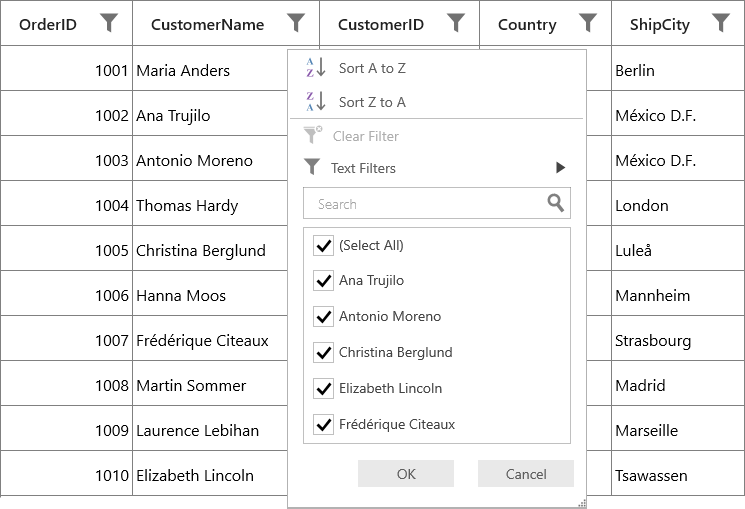 OrderID CustomerName CustomerID Country ShipCity
1001 Maria Anders Berlin
1002 Ana Trujilo México D.F.
1003 Antonio Moreno México D.F.
1004 Thomas Hardy London
1005 Christina Berglund Luleå
1006 Hanna Moos Mannheim
1007 Frédérique Citeaux Strasbourg
1008 Martin Sommer Madrid
1009 Laurence Lebihan Marseille
1010 Elizabeth Lincoln Tsawassen
Sort A to Z
Sort Z to A
Clear Filter
Text Filters
Search
(Select All)
Ana Trujilo
Antonio Moreno
Christina Berglund
Elizabeth Lincoln
Frédérique Citeaux
OK Cancel